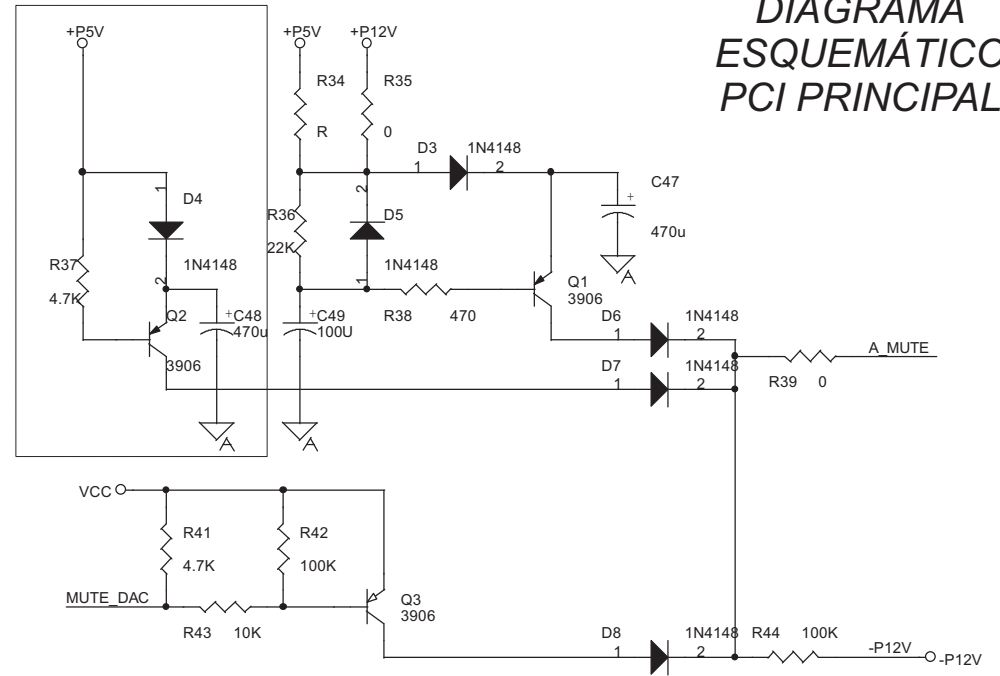 DIAGRAMA
ESQUEMÁTICO
PCI PRINCIPAL
+P5V
+P5V
+P12V
R34
R
R35
0
D3
1N4148
1
2
C47
+
470u
A
1
D4
1N4148
2
R37
4.7K
Q2
3906
+C48
470u
A
R36
22K
2
D5
1N4148
1
+C49
100U
A
R38
470
Q1
3906
D6
1N4148
1
2
D7
1N4148
1
2
A_MUTE
R39
0
VCC
R41
4.7K
R42
100K
MUTE_DAC
R43
10K
Q3
3906
D8
1N4148
1
2
R44
100K
-P12V
-P12V